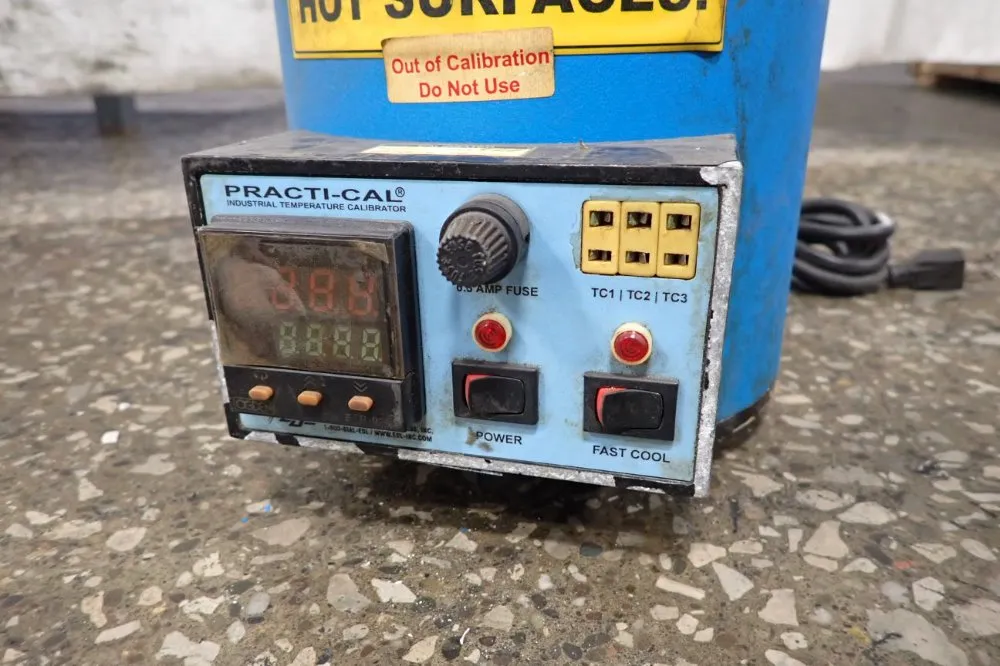 HOT SURFACES!
Out of Calibration
Do Not Use
PRACTI-CAL®
INDUSTRIAL TEMPERATURE CALIBRATOR
AMP FUSE
TC1 | TC2 | TC3
POWER
FAST COOL